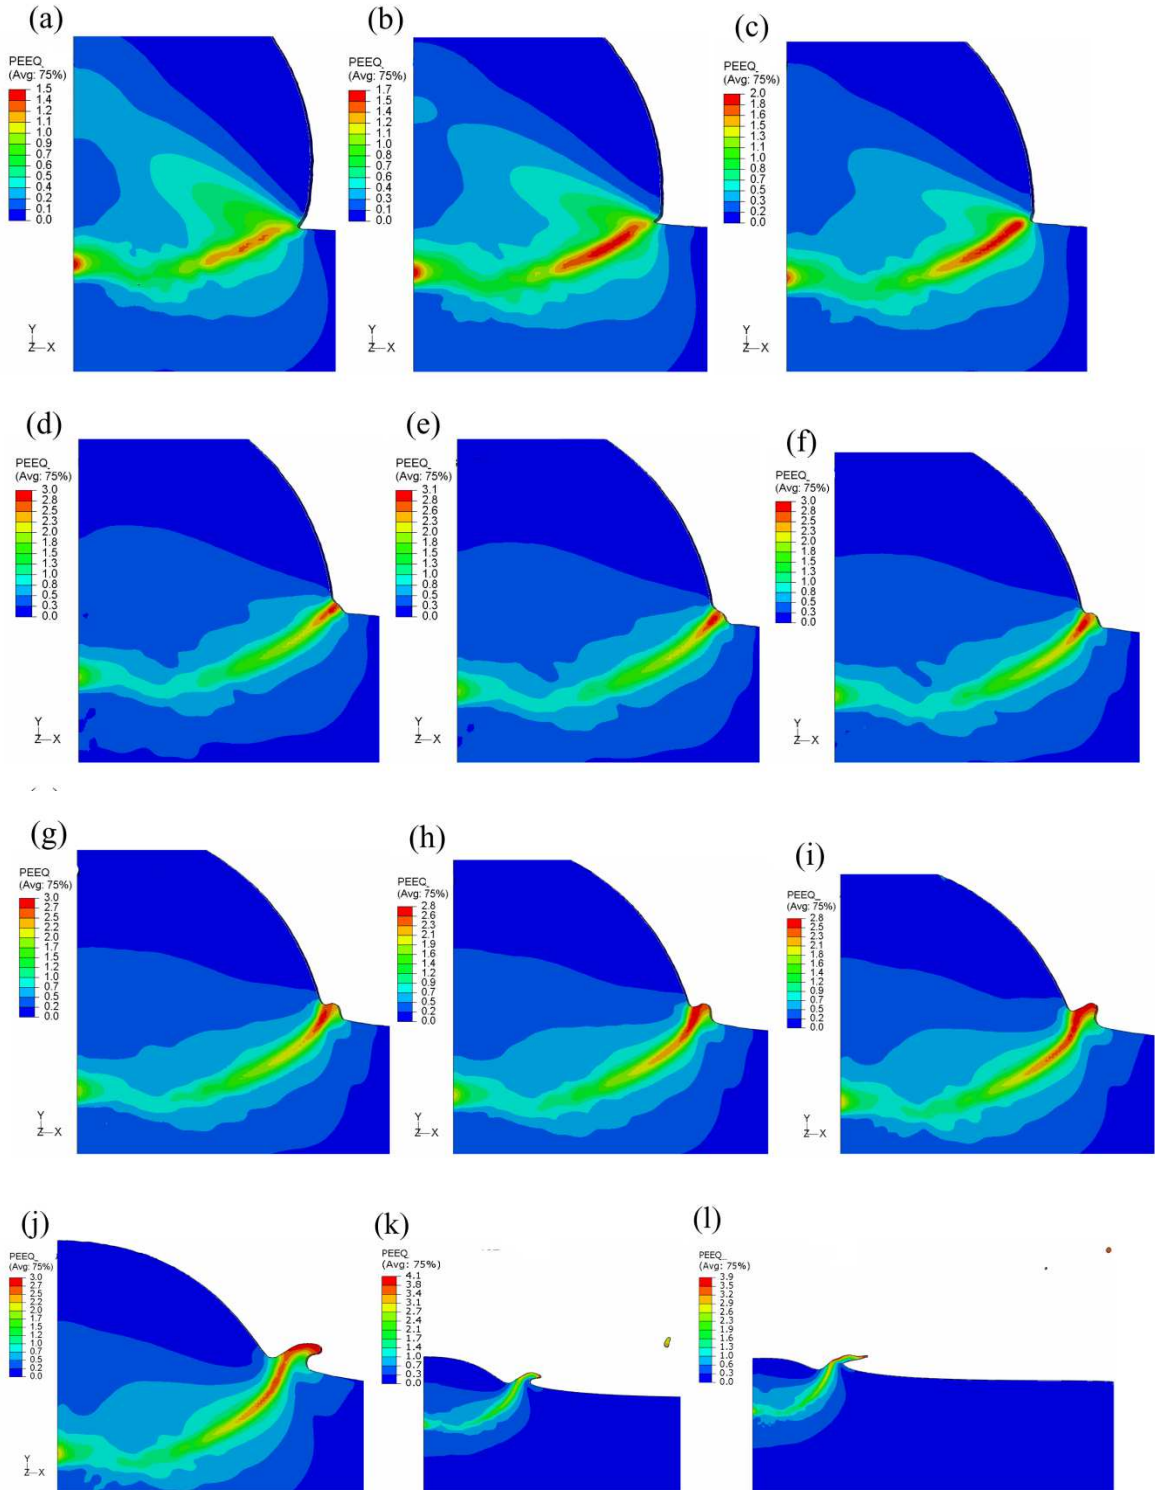 (a)
PEEQ
(Avg: 75%)
1.5
1.4
1.2
1.1
1.0
0.9
0.7
0.6
0.5
0.4
0.2
0.1
0.0
Y
Z X
(b)
PEEQ
(Avg: 75%)
1.7
1.5
1.4
1.2
1.1
1.0
0.8
0.7
0.6
0.4
0.3
0.1
0.0
Y
Z X
(c)
PEEQ
(Avg: 75%)
2.0
1.8
1.6
1.5
1.3
1.1
1.0
0.8
0.7
0.5
0.3
0.2
0.0
Y
Z X
(d)
PEEQ
(Avg: 75%)
3.0
2.8
2.5
2.3
2.0
1.8
1.5
1.3
1.0
0.8
0.5
0.3
0.0
Y
Z X
(e)
PEEQ
(Avg: 75%)
3.1
2.8
2.6
2.3
2.1
1.8
1.5
1.3
1.0
0.8
0.5
0.3
0.0
Y
Z X
(f)
PEEQ
(Avg: 75%)
3.0
2.8
2.5
2.3
2.0
1.8
1.5
1.3
1.0
0.8
0.5
0.3
0.0
Y
Z X
(g)
PEEQ
(Avg: 75%)
3.0
2.7
2.5
2.2
2.0
1.7
1.5
1.2
1.0
0.7
0.5
0.2
0.0
Y
Z X
(h)
PEEQ
(Avg: 75%)
2.8
2.6
2.3
2.1
1.9
1.6
1.4
1.2
0.9
0.7
0.5
0.2
0.0
Y
Z X
(i)
PEEQ
(Avg: 75%)
2.8
2.5
2.3
2.1
1.8
1.6
1.4
1.2
0.9
0.7
0.5
0.2
0.0
Y
Z X
(j)
PEEQ
(Avg: 75%)
3.0
2.7
2.5
2.2
2.0
1.7
1.5
1.2
1.0
0.7
0.5
0.2
0.0
Y
Z X
(k)
PEEQ
(Avg: 75%)
4.1
3.8
3.4
3.1
2.7
2.4
2.1
1.7
1.4
1.0
0.7
0.3
0.0
(l)
PEEQ
(Avg: 75%)
3.9
3.5
3.2
2.9
2.6
2.3
1.9
1.6
1.3
1.0
0.6
0.3
0.0